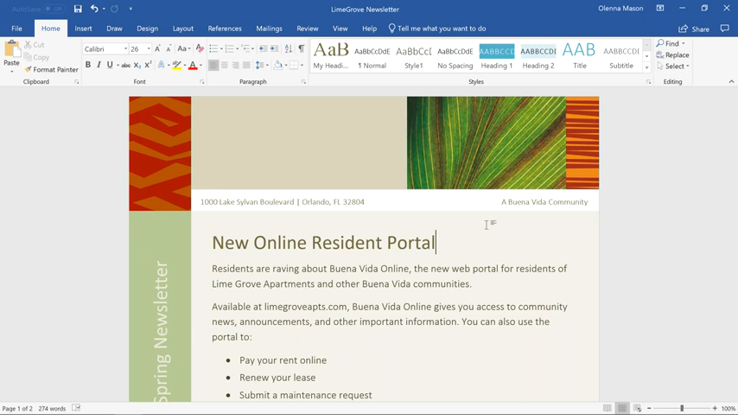 AutoSave
LimeGrove Newsletter
Olenna Mason
File Home Insert Draw Design Layout References Mailings Review View Help Tell me what you want to do
Share
Paste
Cut
Copy
Format Painter
Clipboard
Calibri 26
Font
Paragraph
AaB AaBbCcDc AaBbCcI AaBbCcDc AABBCCC AABBCCDC AAB AABBCCC
My Headi... ¶ Normal Style1 No Spacing Heading 1 Heading 2 Title Subtitle
Styles
Find
Replace
Select
Editing
1000 Lake Sylvan Boulevard | Orlando, FL 32804
A Buena Vida Community
Spring Newsletter
New Online Resident Portal
Residents are raving about Buena Vida Online, the new web portal for residents of
Lime Grove Apartments and other Buena Vida communities.
Available at limegroveapts.com, Buena Vida Online gives you access to community
news, announcements, and other important information. You can also use the
portal to:
• Pay your rent online
• Renew your lease
• Submit a maintenance request
Page 1 of 2 274 words
100%